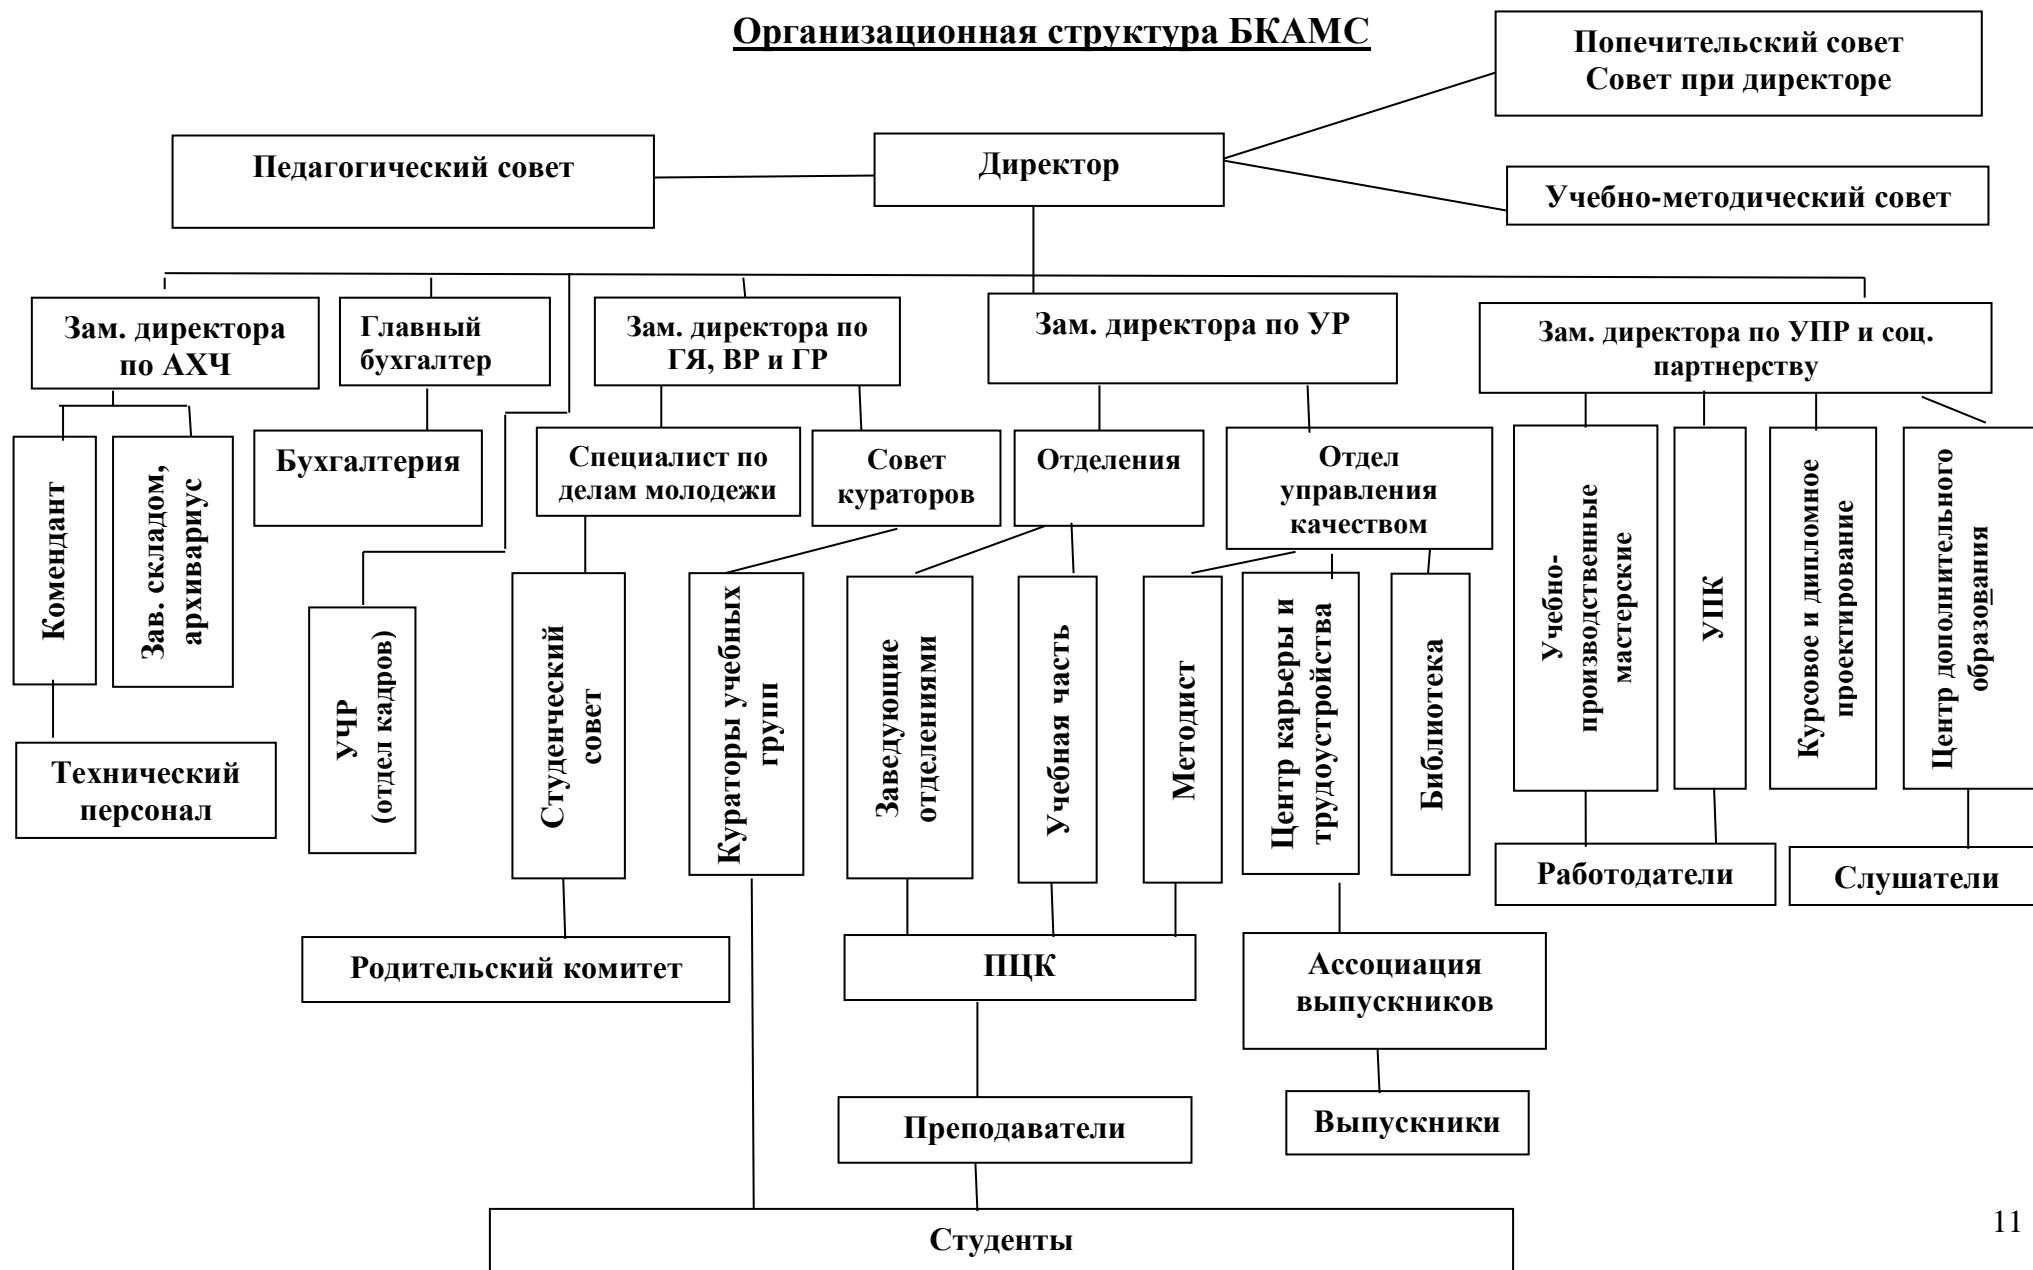 Организационная структура БКАМС
Попечительский совет
Совет при директоре
Педагогический совет
Директор
Учебно-методический совет
Зам. директора
по АХЧ
Главный
бухгалтер
Зам. директора по
ГЯ, ВР и ГР
Зам. директора по УР
Зам. директора по УПР и соц.
партнерству
Комендант
Зав. складом,
архивариус
Бухгалтерия
Специалист по
делам молодежи
Совет
кураторов
Отделения
Отдел
управления
качеством
Учебно-
производственные
мастерские
УПК
Курсовое и дипломное
проектирование
Центр дополнительного
образования
УЧР
(отдел кадров)
Студенческий
совет
Кураторы учебных
групп
Заведующие
отделениями
Учебная часть
Методист
Центр карьеры и
трудоустройства
Библиотека
Технический
персонал
Работодатели
Слушатели
Родительский комитет
ПЦК
Ассоциация
выпускников
Преподаватели
Выпускники
Студенты
11